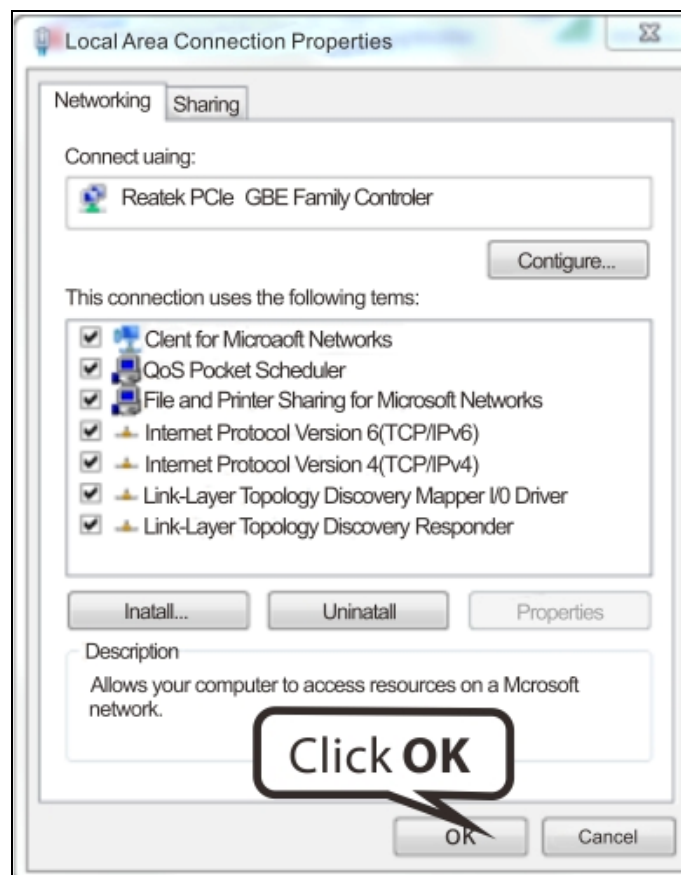 Local Area Connection Properties
Networking Sharing
Connect uaing:
Reatek PCIe GBE Family Controler
Contigure...
This connection uses the following tems:
Clent for Microaoft Networks
QoS Pocket Scheduler
File and Printer Sharing for Microsoft Networks
Internet Protocol Version 6(TCP/IPv6)
Internet Protocol Version 4(TCP/IPv4)
Link-Layer Topology Discovery Mapper I/0 Driver
Link-Layer Topology Discovery Responder
Inatall... Uninatall Properties
Description
Allows your computer to access resources on a Mcrosoft
network.
Click OK
OK Cancel